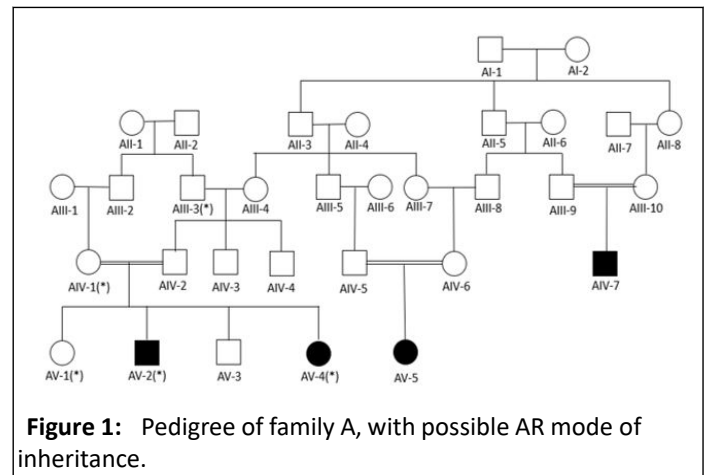 AI-1 AI-2
AII-1 AII-2 AII-3 AII-4 AII-5 AII-6 AII-7 AII-8
AIII-1 AIII-2 AIII-3(*) AIII-4 AIII-5 AIII-6 AIII-7 AIII-8 AIII-9 AIII-10
AIV-1(*) AIV-2 AIV-3 AIV-4 AIV-5 AIV-6 AIV-7
AV-1(*) AV-2(*) AV-3 AV-4(*) AV-5
Figure 1: Pedigree of family A, with possible AR mode of
inheritance.